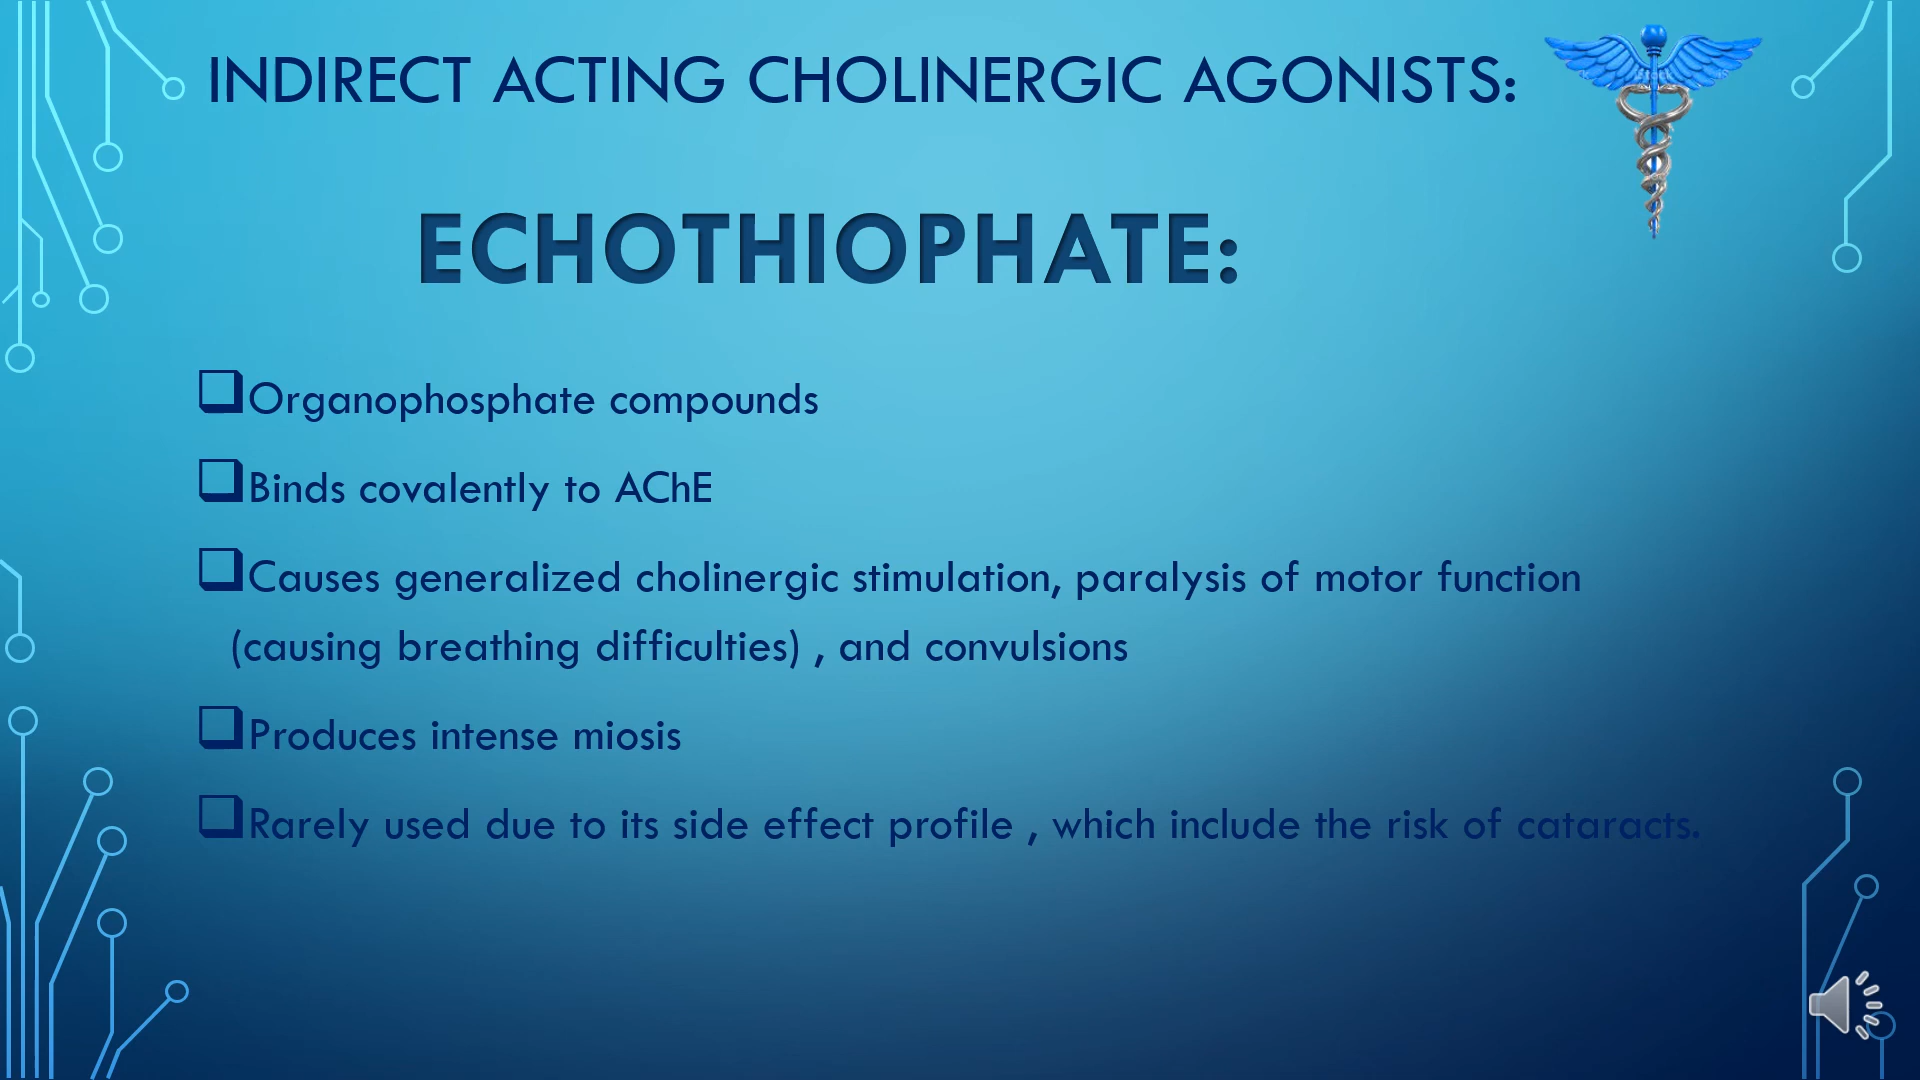 INDIRECT ACTING CHOLINERGIC AGONISTS:
ECHOTHIOPHATE:
❑Organophosphate compounds
❑Binds covalently to AChE
❑Causes generalized cholinergic stimulation, paralysis of motor function
(causing breathing difficulties) , and convulsions
❑Produces intense miosis
❑Rarely used due to its side effect profile , which include the risk of cataracts.